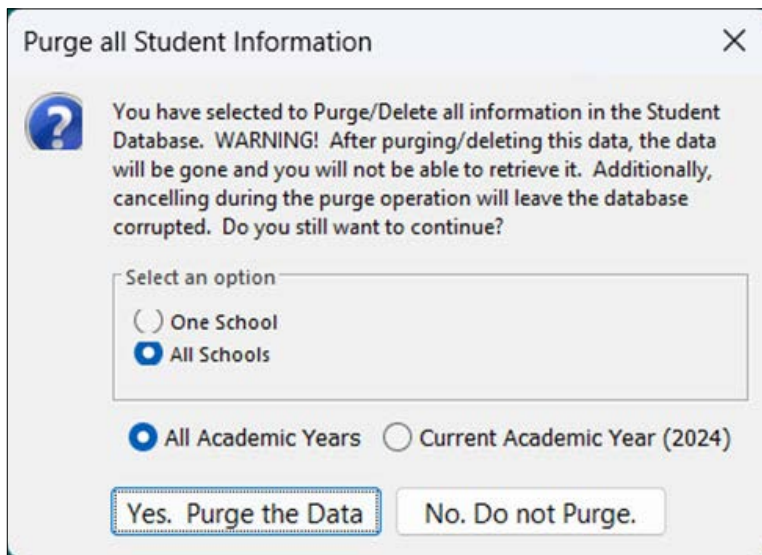 Purge all Student Information
You have selected to Purge/Delete all information in the Student
Database. WARNING! After purging/deleting this data, the data
will be gone and you will not be able to retrieve it. Additionally,
cancelling during the purge operation will leave the database
corrupted. Do you still want to continue?
Select an option
One School
All Schools
All Academic Years Current Academic Year (2024)
Yes. Purge the Data No. Do not Purge.